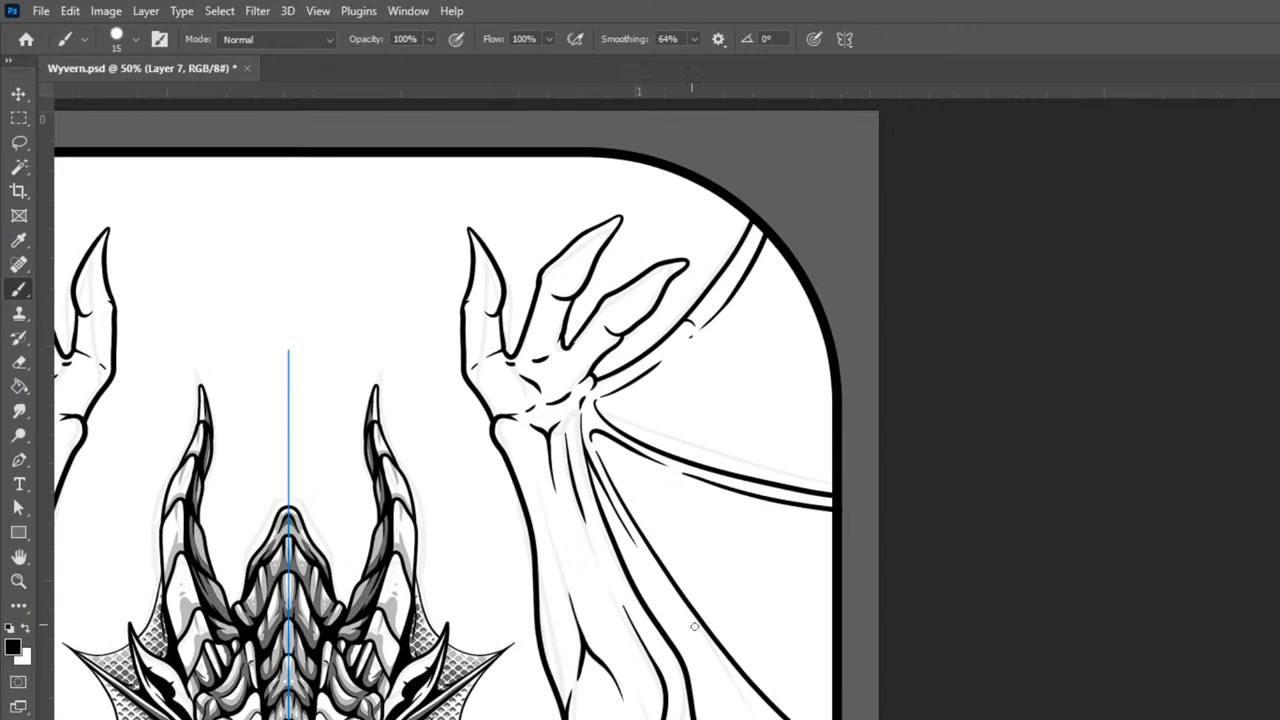 Ps File Edit Image Layer Type Select Filter 3D View Plugins Window Help
15 Mode: Normal Opacity: 100% Flow: 100% Smoothing: 64% 0°
Wyvern.psd @ 50% (Layer 7, RGB/8#) * ×
1
0